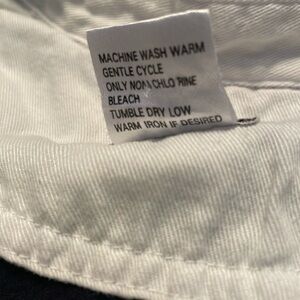 MACHINE WASH WARM
GENTLE CYCLE
ONLY NON CHLO RINE
BLEACH
TUMBLE DRY LOW
WARM IRON IF DESIRED